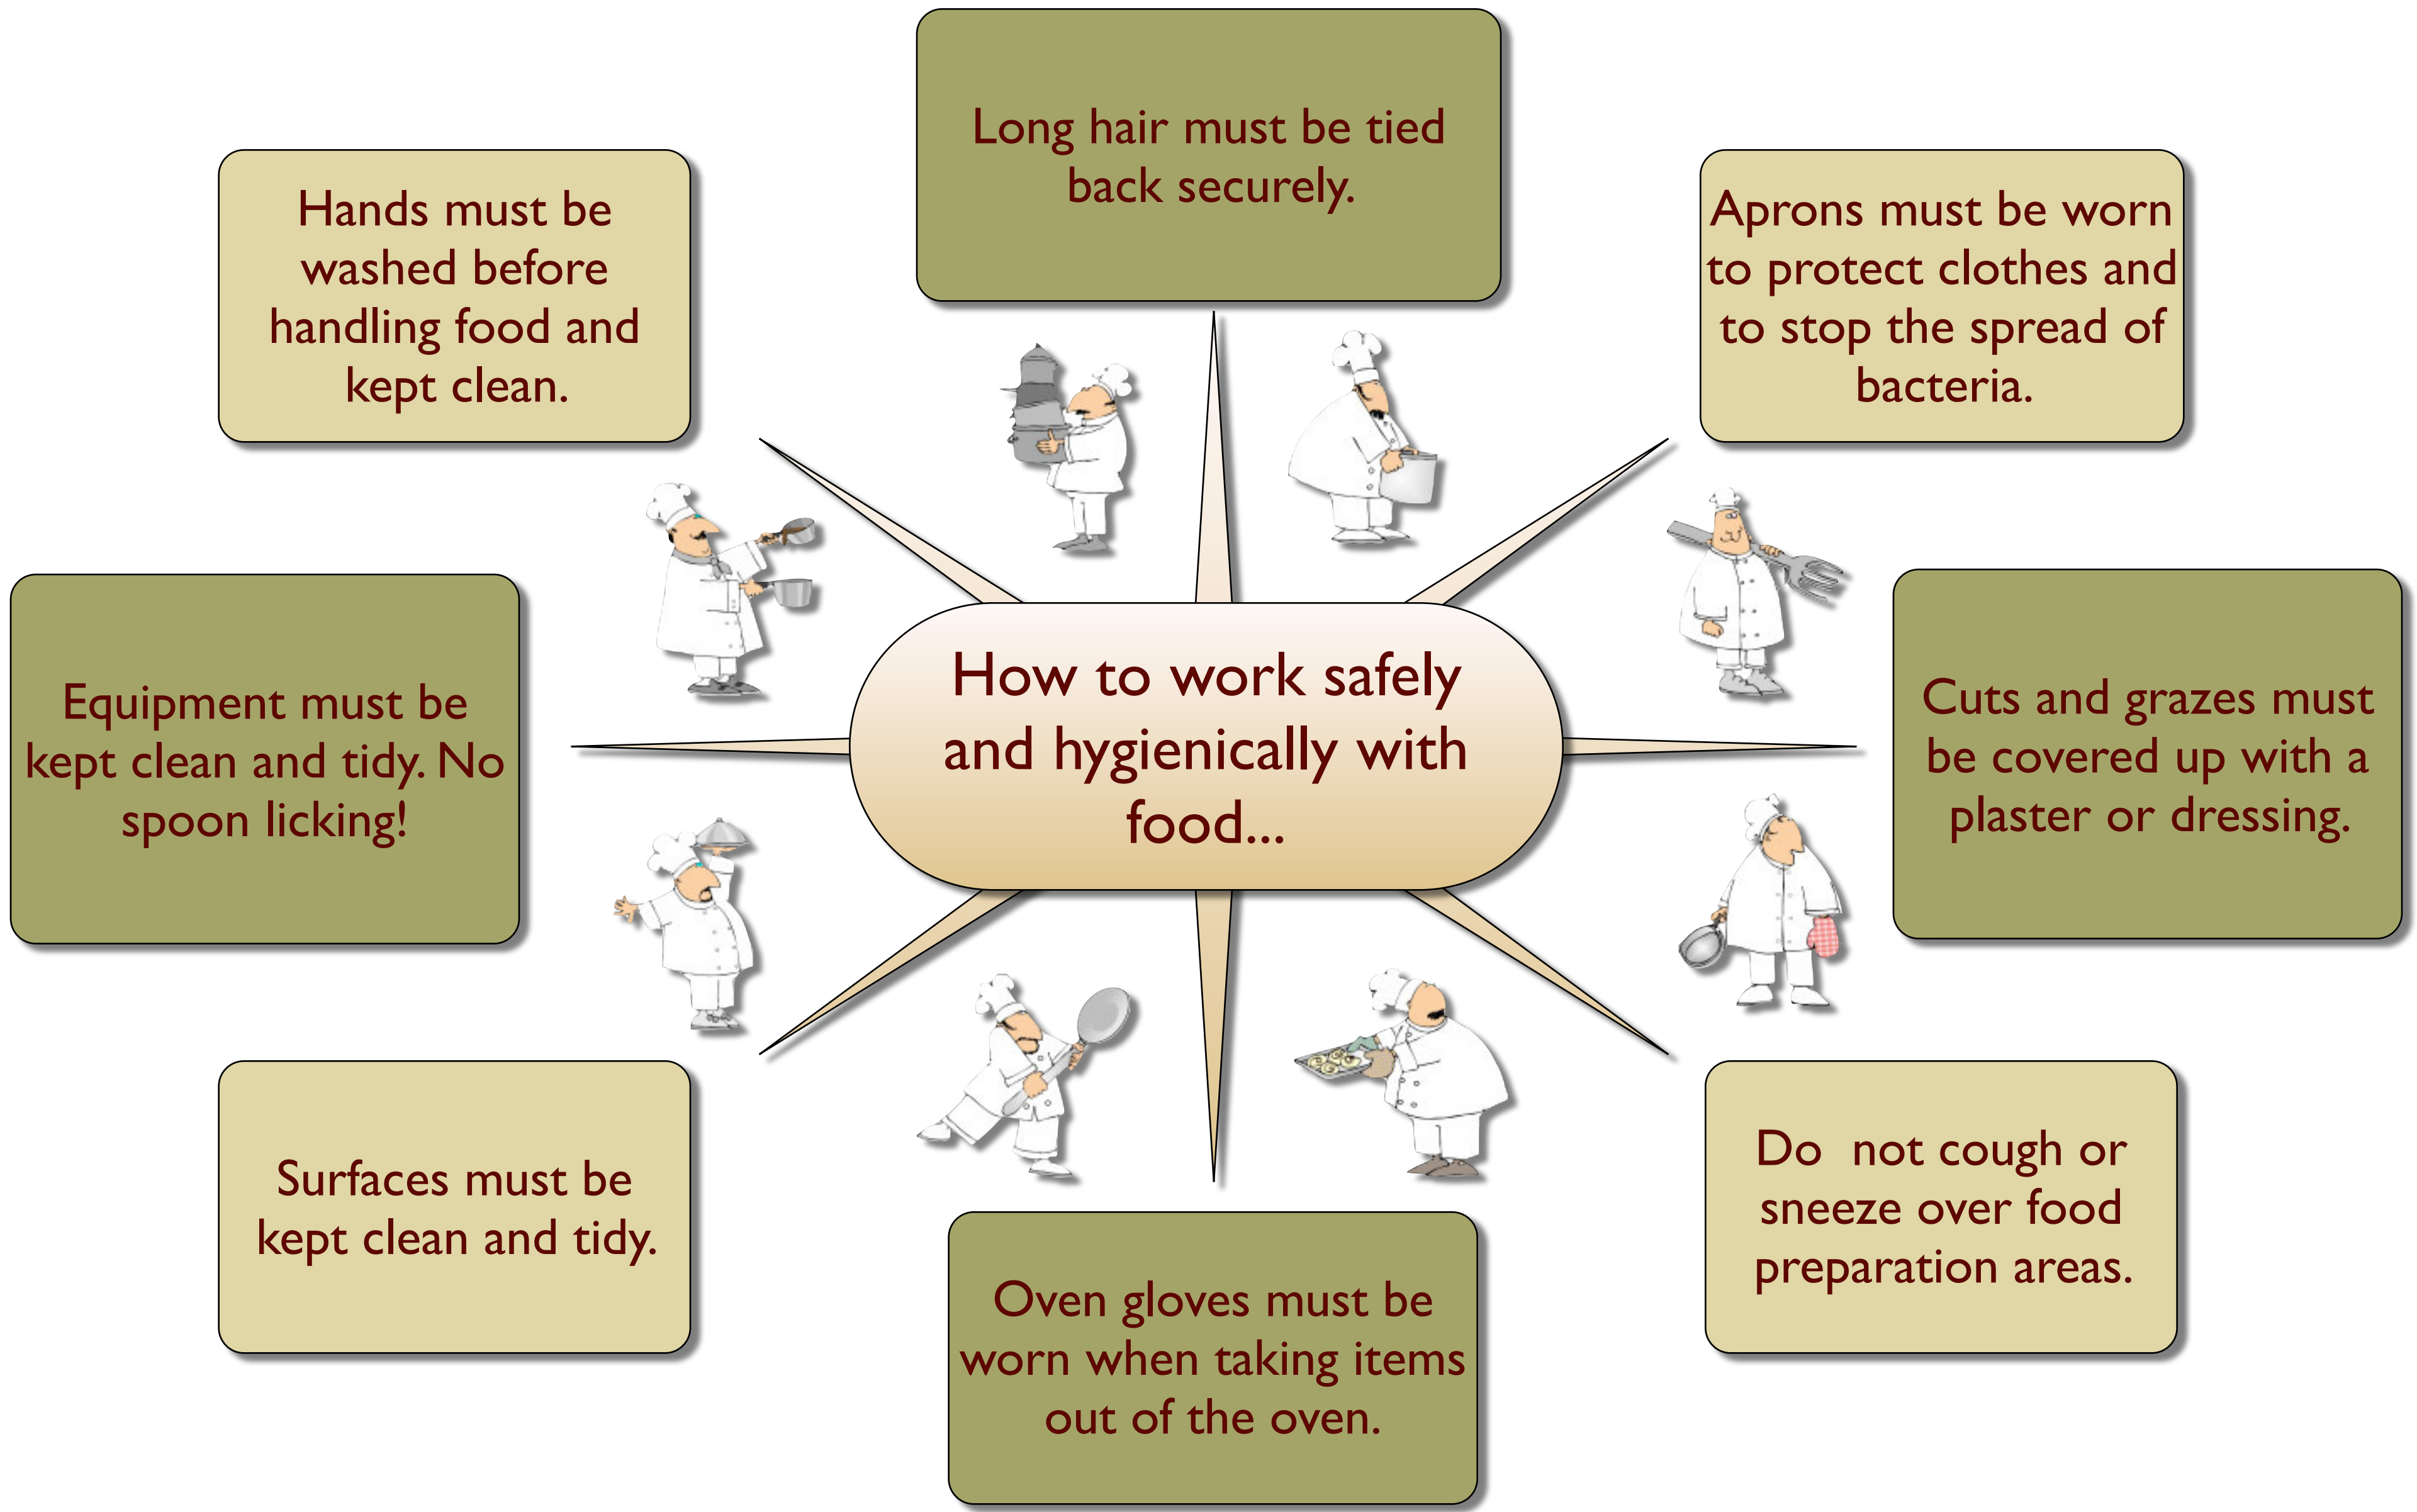 Long hair must be tied
back securely.
Hands must be
washed before
handling food and
kept clean.
Aprons must be worn
to protect clothes and
to stop the spread of
bacteria.
Equipment must be
kept clean and tidy. No
spoon licking!
How to work safely
and hygienically with
food...
Cuts and grazes must
be covered up with a
plaster or dressing.
Surfaces must be
kept clean and tidy.
Oven gloves must be
worn when taking items
out of the oven.
Do  not cough or
sneeze over food
preparation areas.